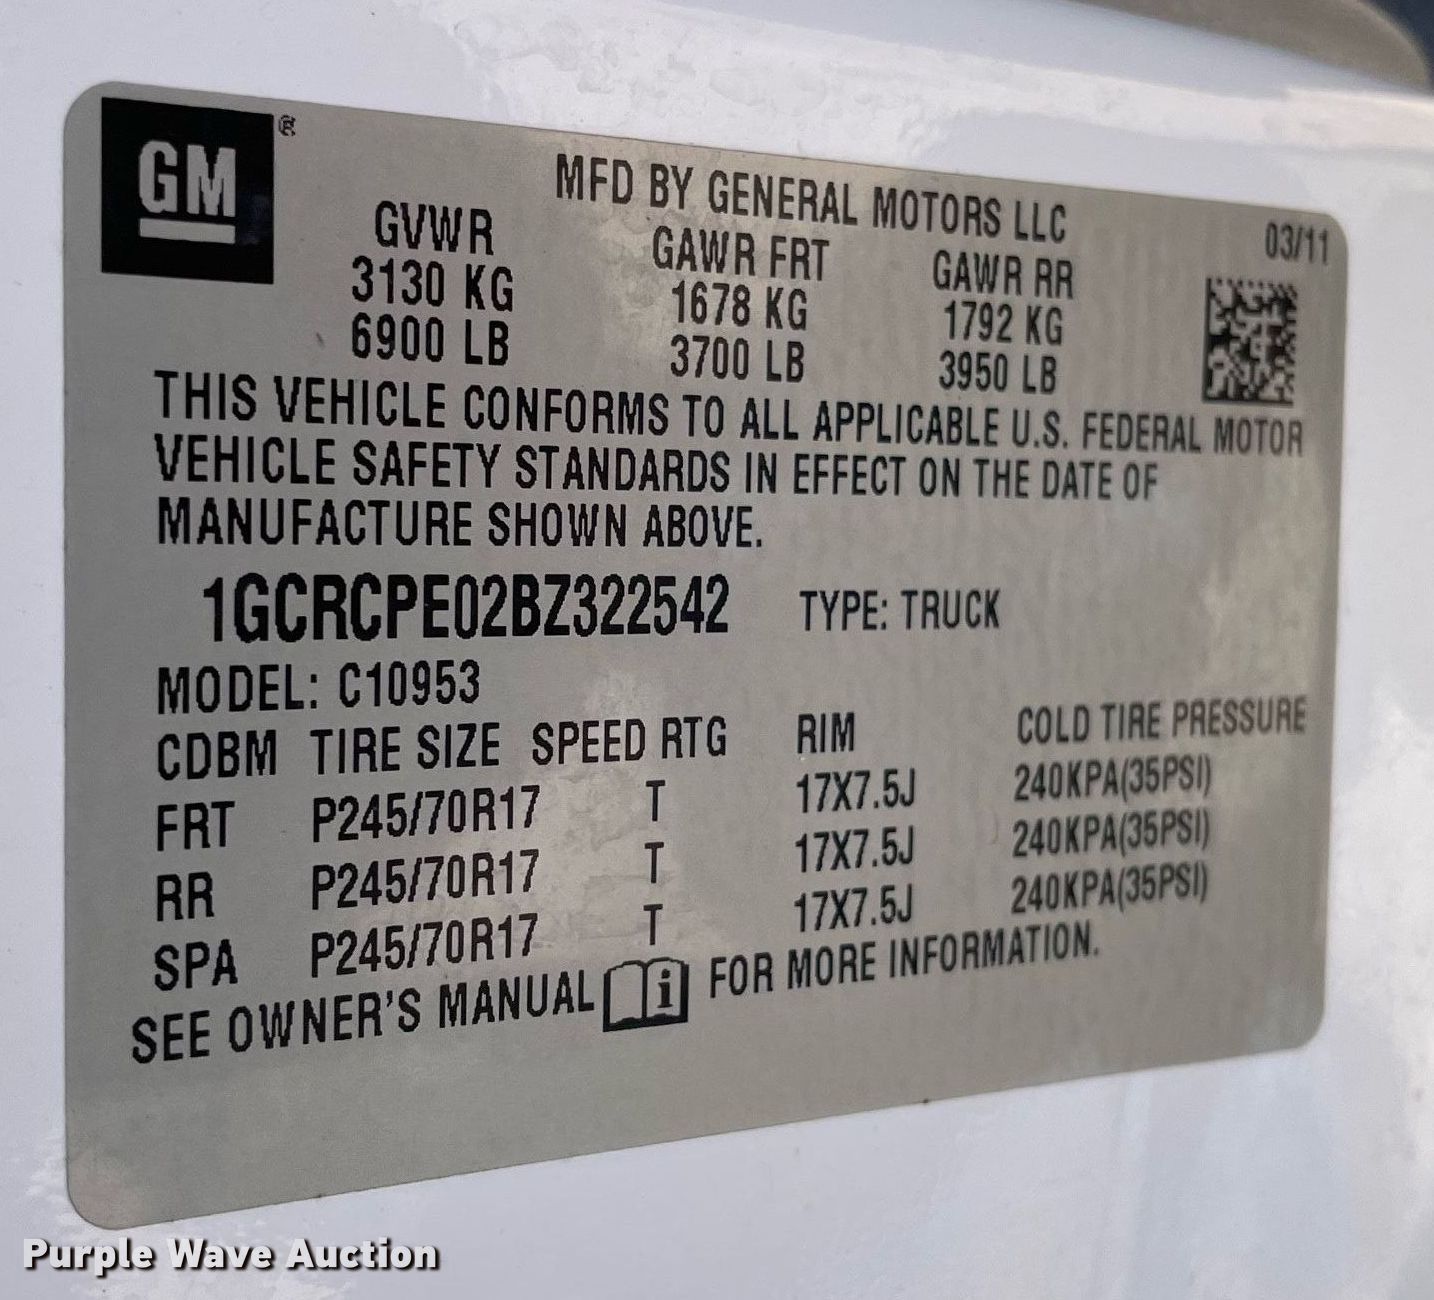 GM ®
MFD BY GENERAL MOTORS LLC
03/11
GVWR GAWR FRT GAWR RR
3130 KG 1678 KG 1792 KG
6900 LB 3700 LB 3950 LB
THIS VEHICLE CONFORMS TO ALL APPLICABLE U.S. FEDERAL MOTOR
VEHICLE SAFETY STANDARDS IN EFFECT ON THE DATE OF
MANUFACTURE SHOWN ABOVE.
1GCRCPE02BZ322542 TYPE: TRUCK
MODEL: C10953
CDBM TIRE SIZE SPEED RTG RIM COLD TIRE PRESSURE
FRT P245/70R17 T 17X7.5J 240KPA(35PSI)
RR P245/70R17 T 17X7.5J 240KPA(35PSI)
SPA P245/70R17 T 17X7.5J 240KPA(35PSI)
SEE OWNER'S MANUAL i FOR MORE INFORMATION.
Purple Wave Auction